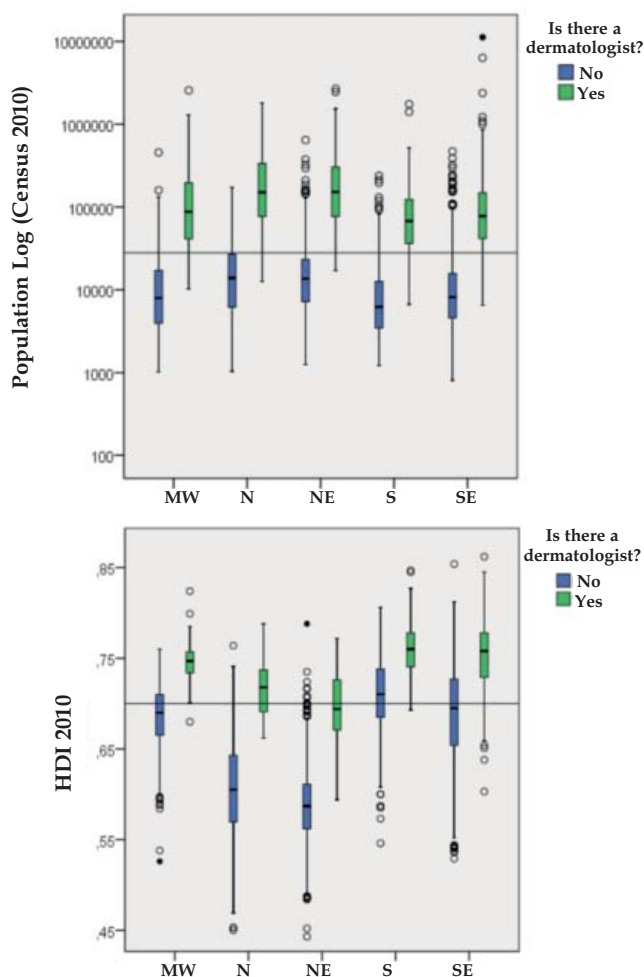 Population Log (Census 2010)
10000000
1000000
100000
10000
1000
100
MW N NE S SE
Is there a
dermatologist?
No
Yes
HDI 2010
,85
,75
,65
,55
,45
MW N NE S SE
Is there a
dermatologist?
No
Yes